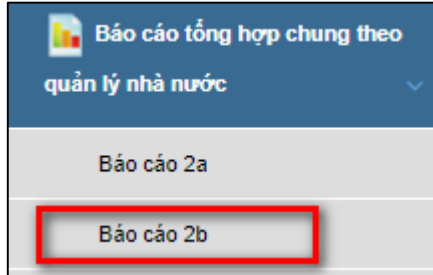 Báo cáo tổng hợp chung theo
quản lý nhà nước
Báo cáo 2a
Báo cáo 2b